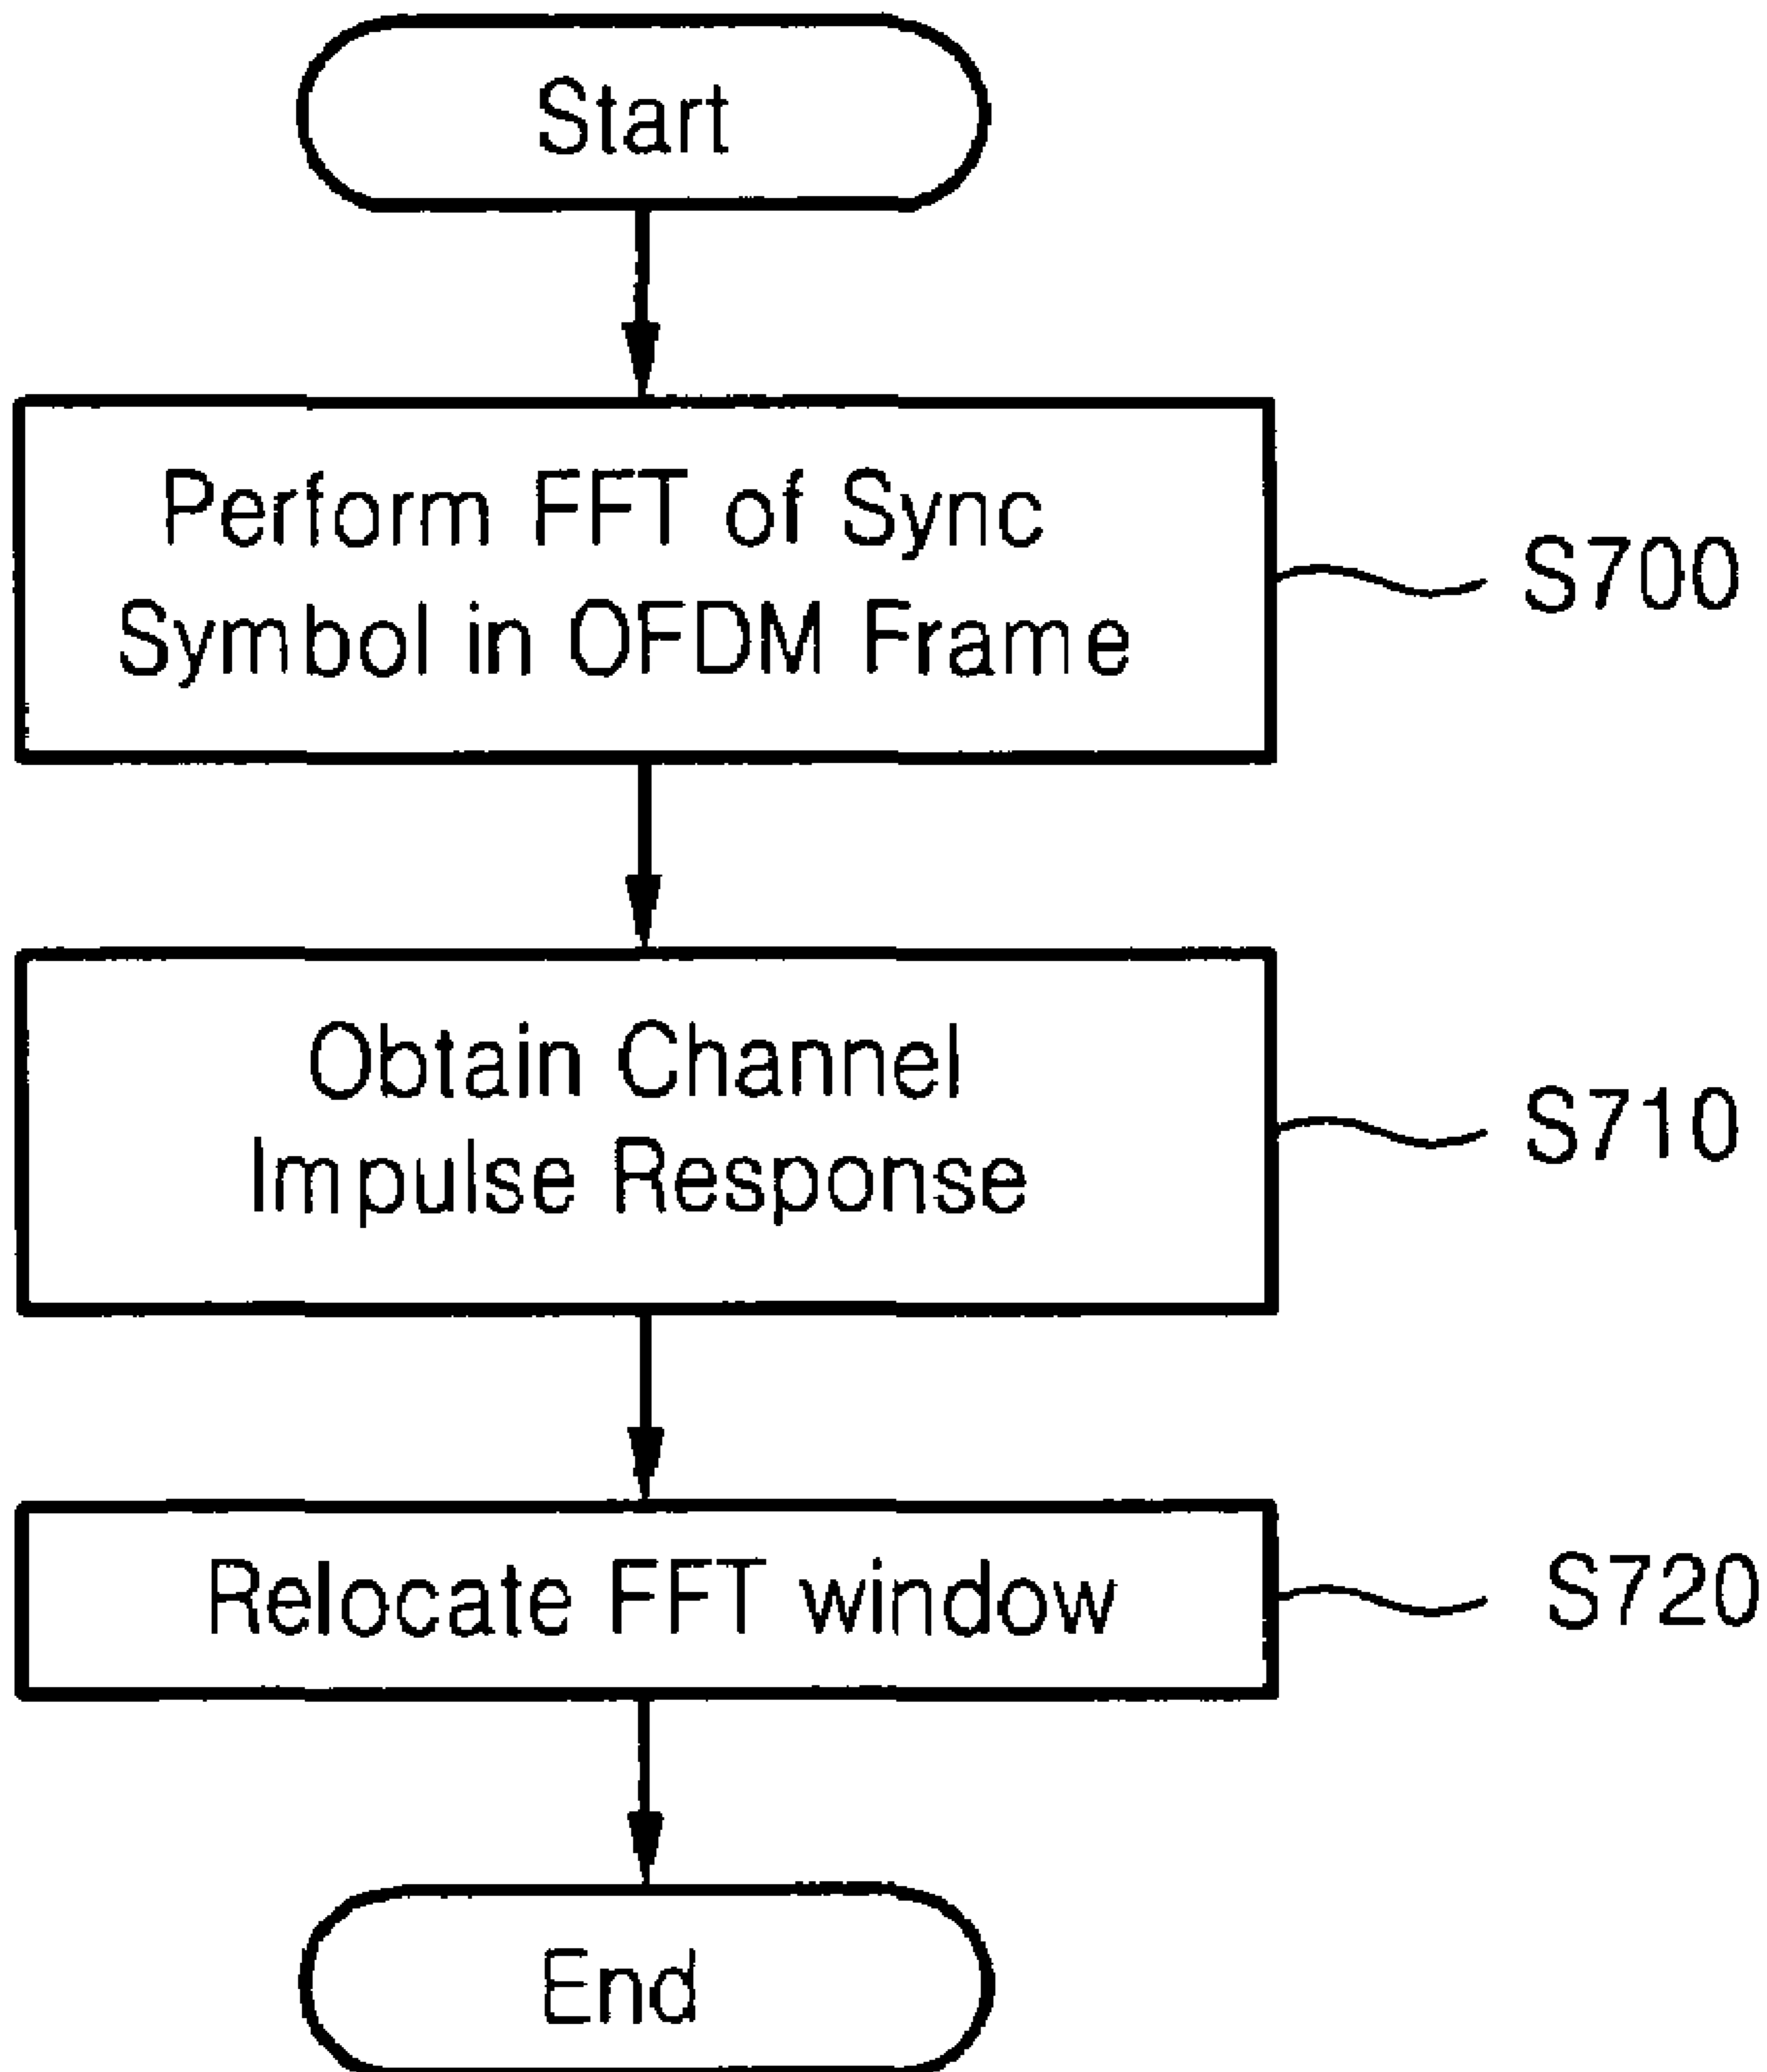 Start
Perform FFT of Sync
Symbol in OFDM Frame
S700
Obtain Channel
Impulse Response
S710
Relocate FFT window
S720
End